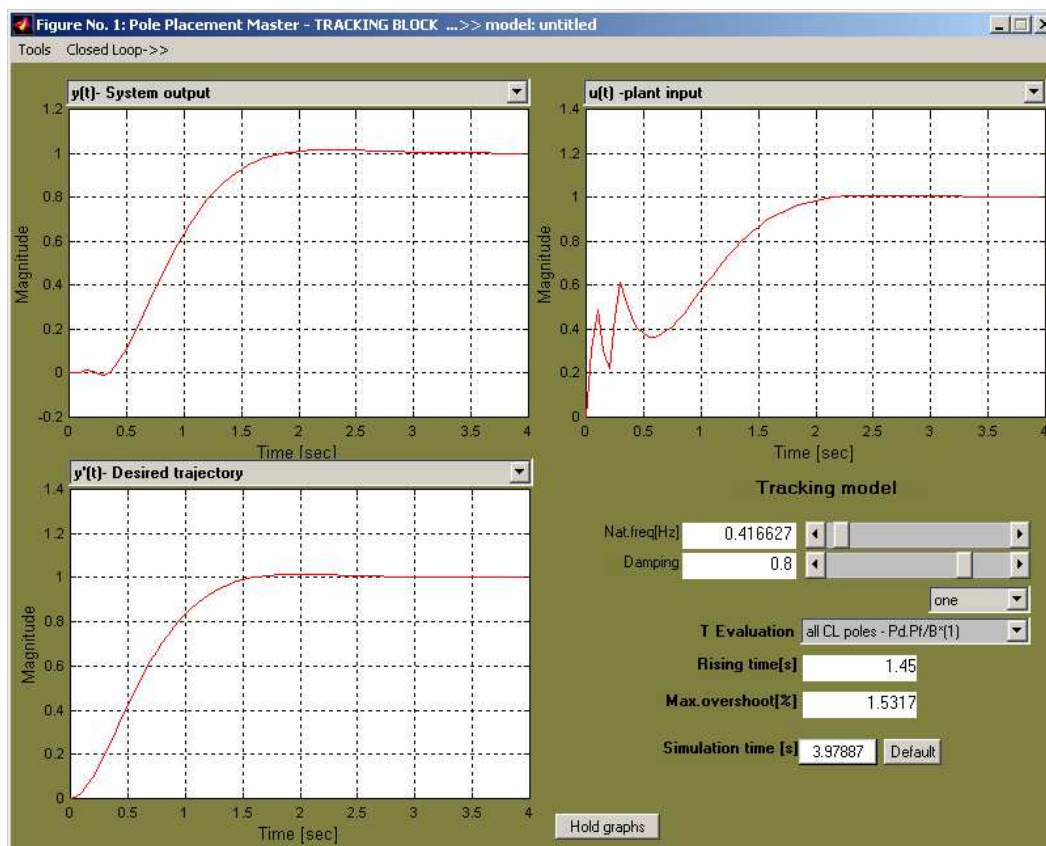 Figure No. 1: Pole Placement Master - TRACKING BLOCK ...>> model: untitled
Tools Closed Loop->>
y(t)- System output
1.2
1
0.8
0.6
0.4
0.2
0
-0.2
Magnitude
0 0.5 1 1.5 2 2.5 3 3.5 4
Time [sec]
u(t) -plant input
1.4
1.2
1
0.8
0.6
0.4
0.2
0
Magnitude
0 0.5 1 1.5 2 2.5 3 3.5 4
Time [sec]
y'(t)- Desired trajectory
1.4
1.2
1
0.8
0.6
0.4
0.2
0
Magnitude
0 0.5 1 1.5 2 2.5 3 3.5 4
Time [sec]
Tracking model
Nat.freq[Hz] 0.416627
Damping 0.8
one
T Evaluation all CL poles - Pd.Pf/B*(1)
Rising time[s] 1.45
Max.overshoot[%] 1.5317
Simulation time [s] 3.97887 Default
Hold graphs